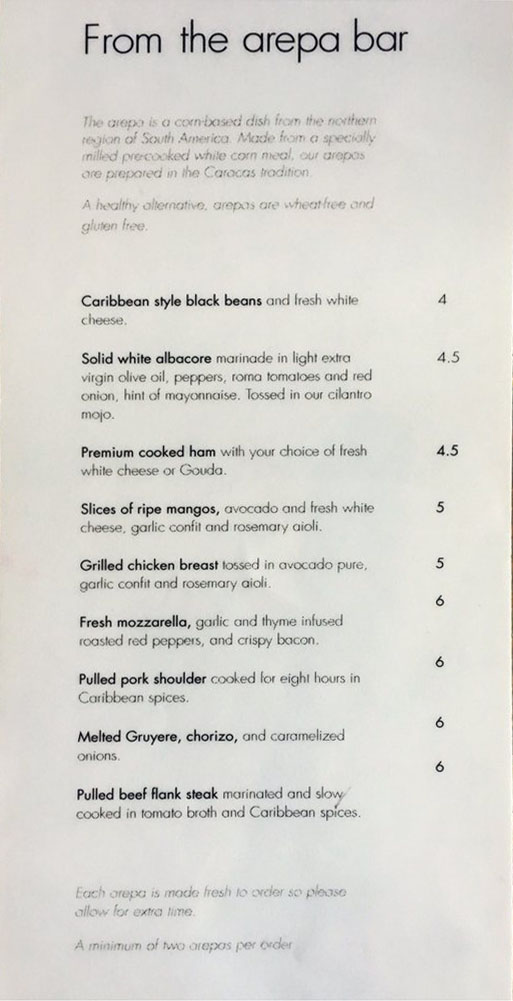 From the arepa bar
The arepa is a corn-based dish from the northern
region of South America. Made from a specially
milled pre-cooked white corn meal, our arepas
are prepared in the Caracas tradition.
A healthy alternative, arepas are wheat-free and
gluten free.
Caribbean style black beans and fresh white 4
cheese.
Solid white albacore marinade in light extra 4.5
virgin olive oil, peppers, roma tomatoes and red
onion, hint of mayonnaise. Tossed in our cilantro
mojo.
Premium cooked ham with your choice of fresh 4.5
white cheese or Gouda.
Slices of ripe mangos, avocado and fresh white 5
cheese, garlic confit and rosemary aioli.
Grilled chicken breast tossed in avocado pure, 5
garlic confit and rosemary aioli.
6
Fresh mozzarella, garlic and thyme infused
roasted red peppers, and crispy bacon.
6
Pulled pork shoulder cooked for eight hours in
Caribbean spices.
6
Melted Gruyere, chorizo, and caramelized
onions.
6
Pulled beef flank steak marinated and slow
cooked in tomato broth and Caribbean spices.
Each arepa is made fresh to order so please
allow for extra time.
A minimum of two arepas per order